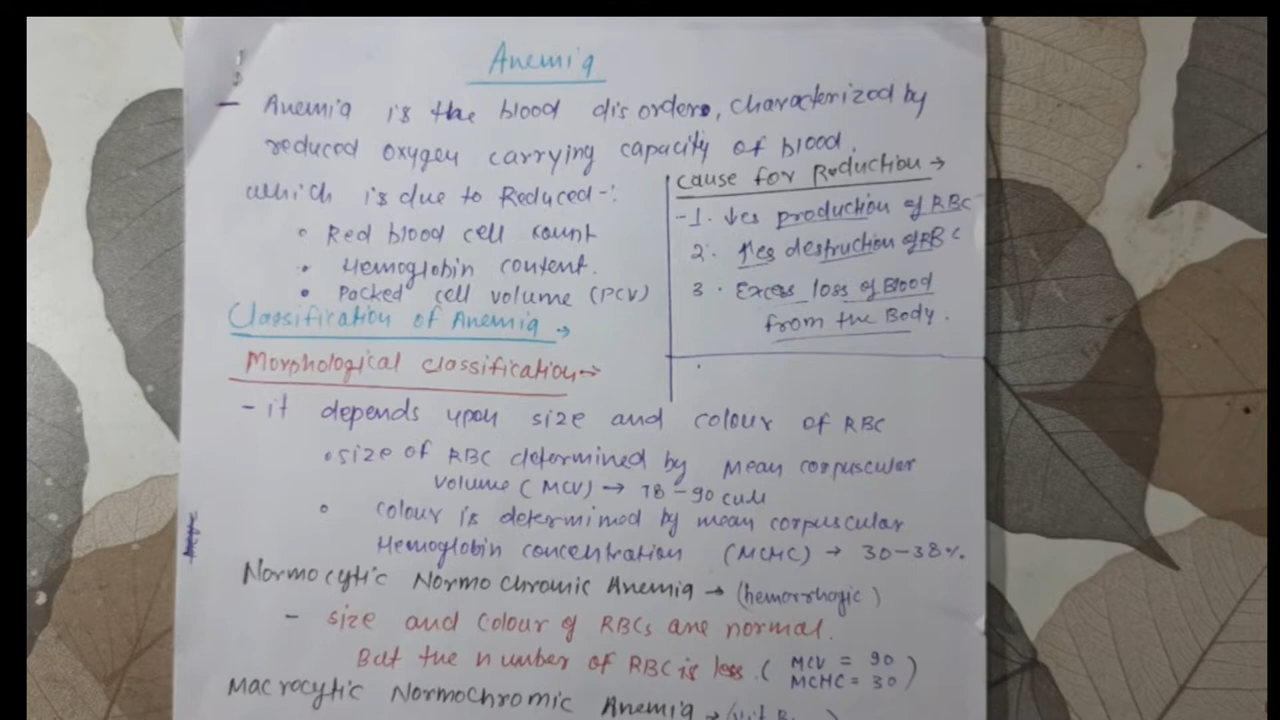 Anemia
- Anemia is the blood disorder, characterized by
reduced oxygen carrying capacity of blood.
which is due to Reduced -:
• Red blood cell count
• Hemoglobin content.
• Packed cell volume (PCV)
Cause for Reduction →
-1. ↓es production of RBC
2. ↑es destruction of RBC
3. Excess loss of Blood
from the Body.
Classification of Anemia →
Morphological classification →
- it depends upon size and colour of RBC
• size of RBC determined by Mean corpuscular
volume (MCV) → 78-90
• colour is determimed by mean corpuscular
Hemoglobin concentration (MCHC) → 30-38%.
Normocytic Normochromic Anemia → (hemorrhagic)
- size and colour of RBCs are normal.
But the number of RBC is less. (MCV = 90
MCHC = 30)
Macrocytic Normochromic Anemia → (vit B